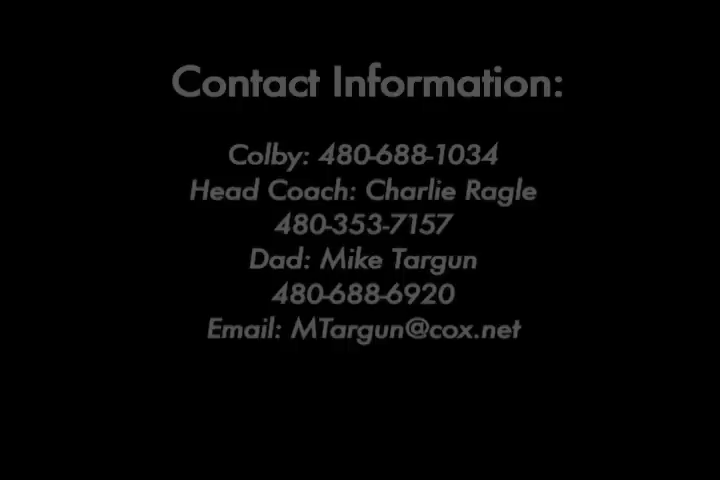 Contact Information:
Colby: 480-688-1034
Head Coach: Charlie Ragle
480-353-7157
Dad: Mike Targun
480-688-6920
Email: MTargun@cox.net